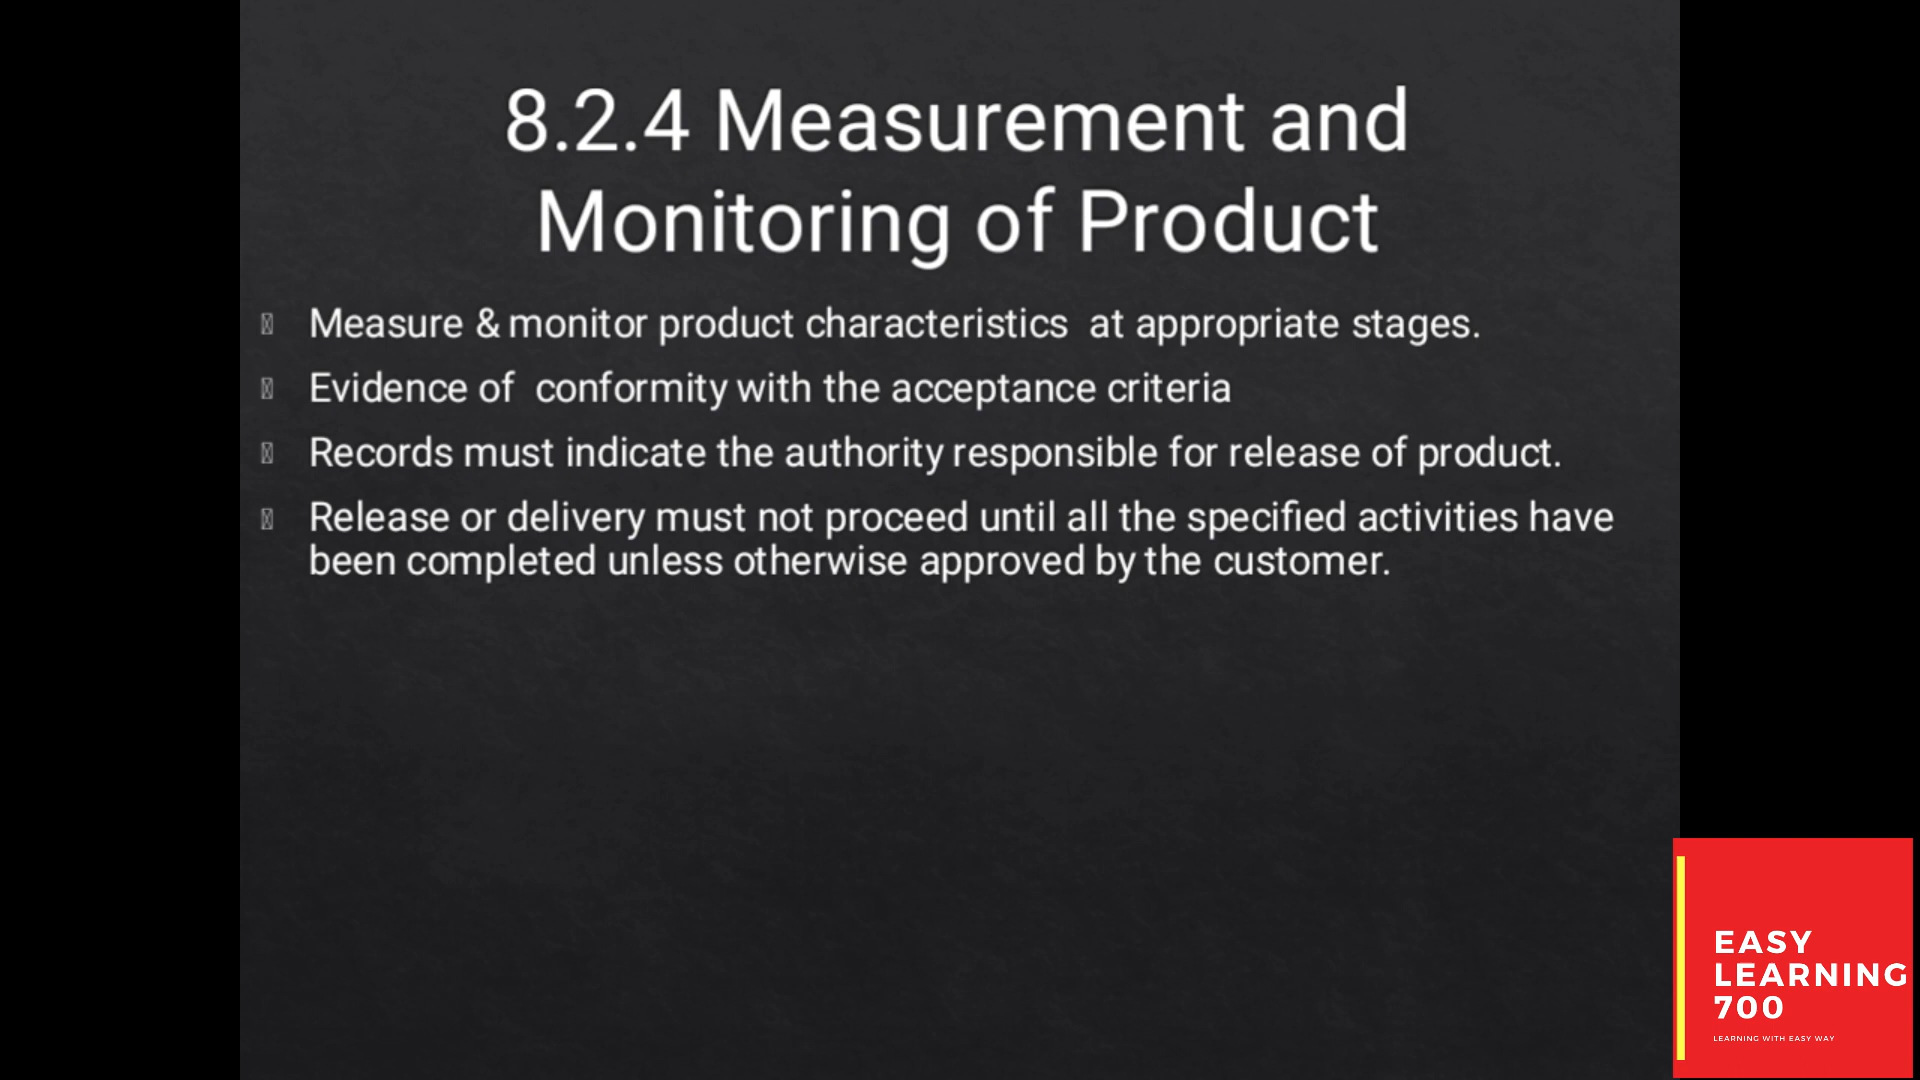 8.2.4 Measurement and
Monitoring of Product
Measure & monitor product characteristics  at appropriate stages.
Evidence of  conformity with the acceptance criteria
Records must indicate the authority responsible for release of product.
Release or delivery must not proceed until all the specified activities have
been completed unless otherwise approved by the customer.
EASY
LEARNING
700
LEARNING WITH EASY WAY